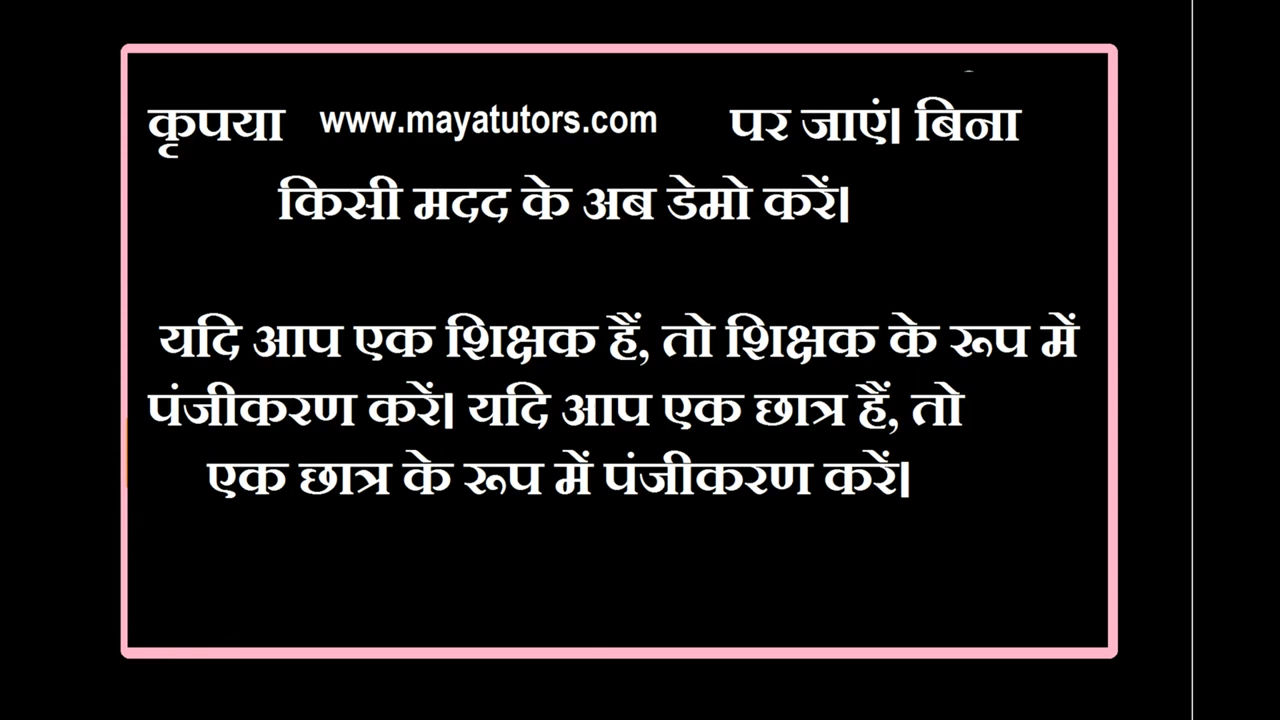 कृपया www.mayatutors.com पर जाएं। बिना
किसी मदद के अब डेमो करें।
यदि आप एक शिक्षक हैं, तो शिक्षक के रूप में
पंजीकरण करें। यदि आप एक छात्र हैं, तो
एक छात्र के रूप में पंजीकरण करें।